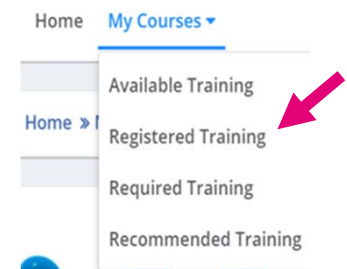 Home My Courses
Available Training
Home »
Registered Training
Required Training
Recommended Training